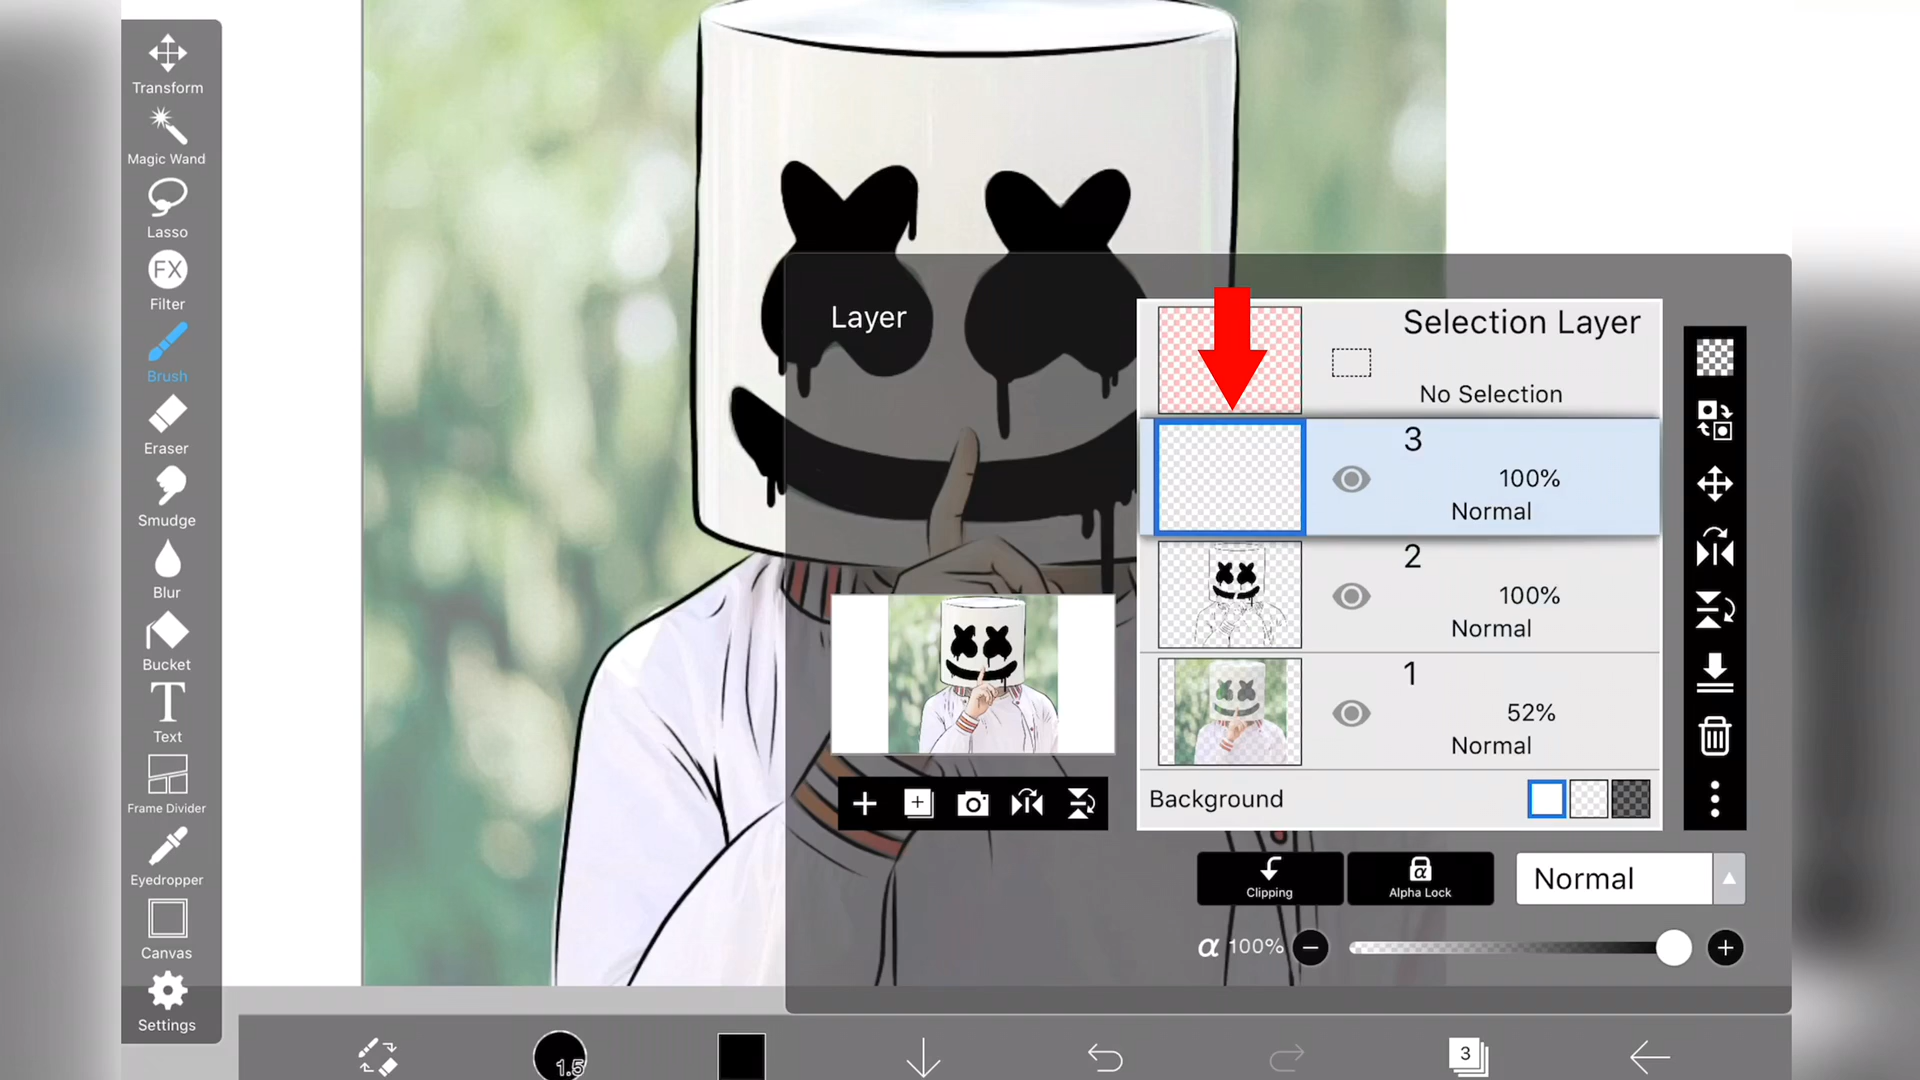 Transform
Magic Wand
Lasso
FX
Filter
Brush
Eraser
Smudge
Blur
Bucket
T
Text
Frame Divider
Eyedropper
Canvas
Settings
Layer
Selection Layer
No Selection
3
100%
Normal
2
100%
Normal
1
52%
Normal
Background
Clipping
α
Alpha Lock
Normal
α 100%
1.5
3